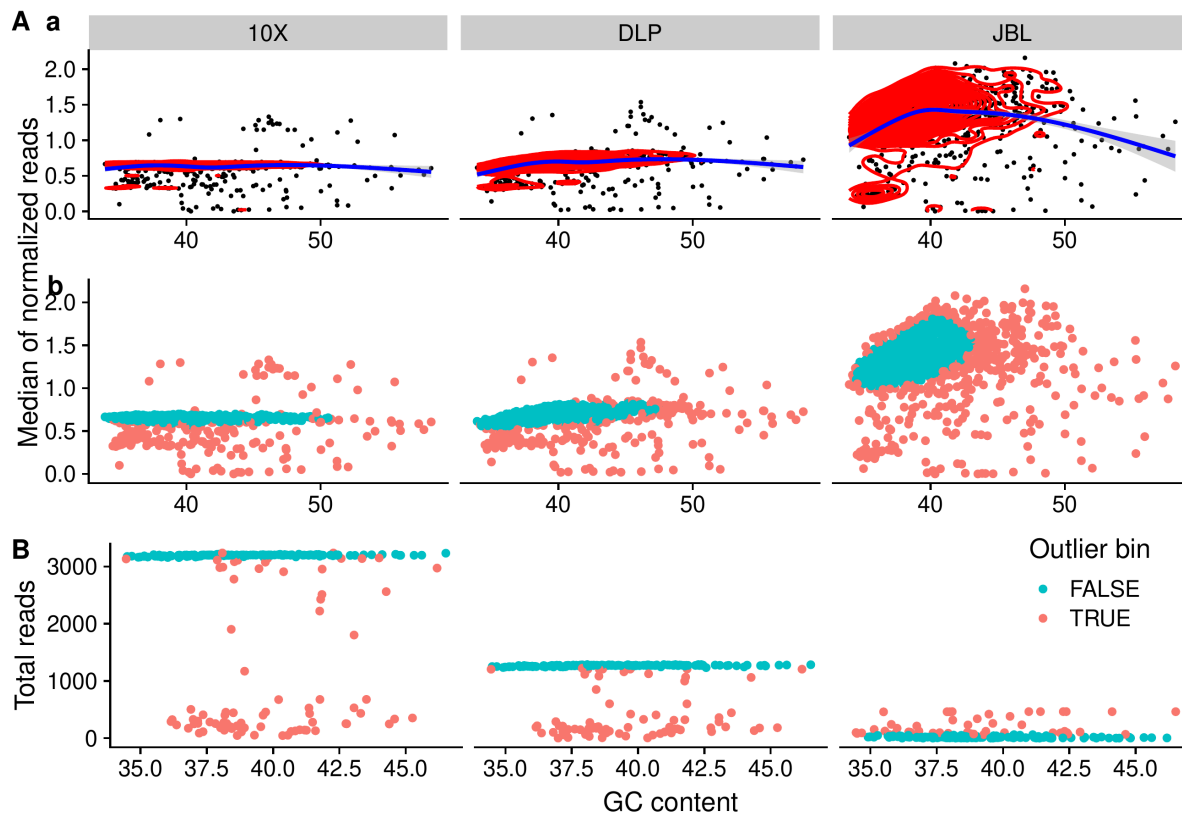 A a
10X DLP JBL
2.0
1.5
1.0
0.5
0.0
40 50 40 50 40 50
Median of normalized reads
b
2.0
1.5
1.0
0.5
0.0
40 50 40 50 40 50
B
Total reads
3000
2000
1000
0
35.0 37.5 40.0 42.5 45.0 35.0 37.5 40.0 42.5 45.0 35.0 37.5 40.0 42.5 45.0
GC content
Outlier bin
FALSE
TRUE